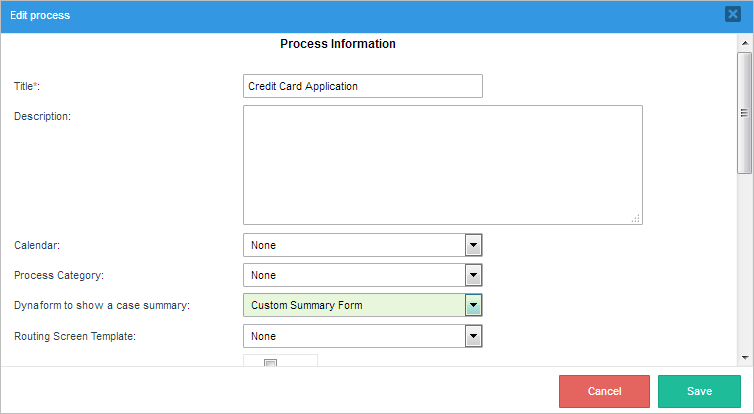 Edit process
Process Information
Title*: Credit Card Application
Description:
Calendar: None
Process Category: None
Dynaform to show a case summary: Custom Summary Form
Routing Screen Template: None
Cancel Save